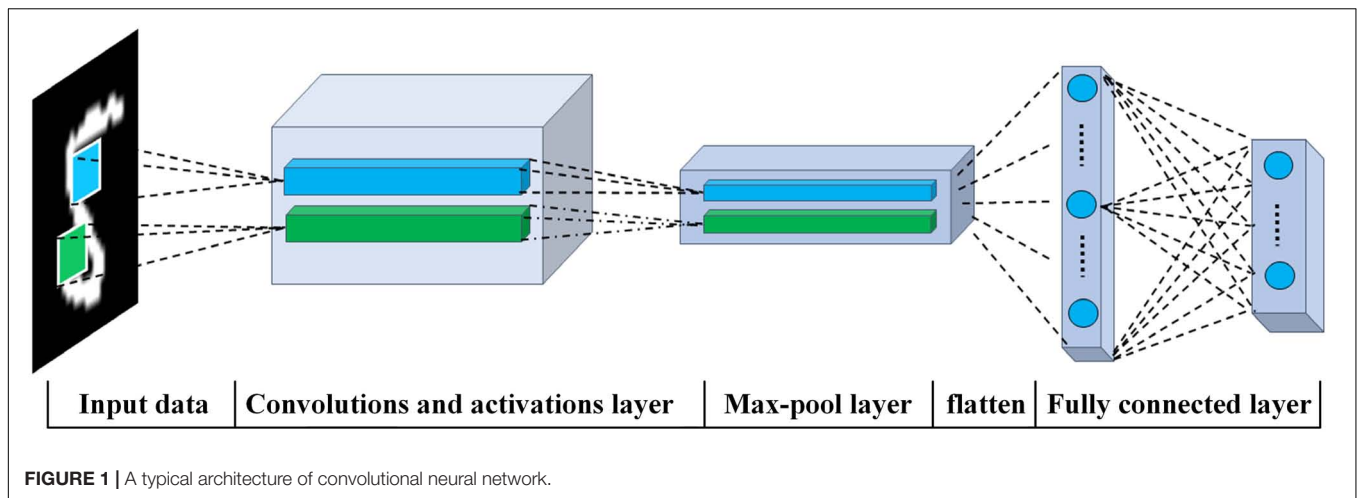 Input data
Convolutions and activations layer
Max-pool layer
flatten
Fully connected layer
FIGURE 1 | A typical architecture of convolutional neural network.